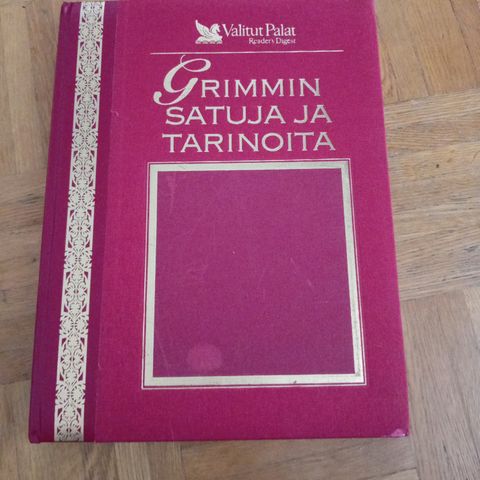 Valitut Palat
Reader's Digest
GRIMMIN
SATUJA JA
TARINOITA